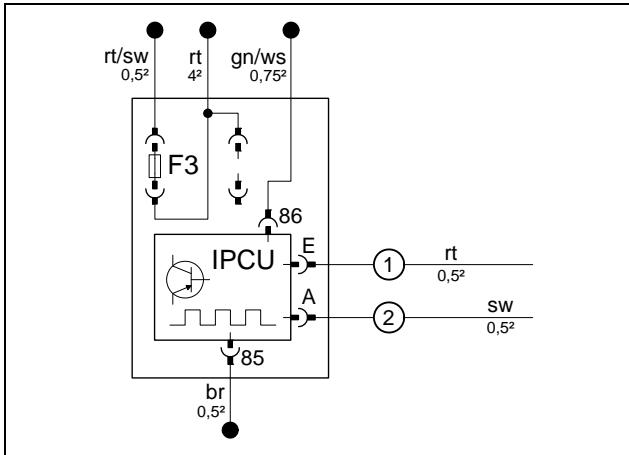 rt/sw
0,5²
rt
4²
gn/ws
0,75²
F3
86
IPCU
E
1
rt
0,5²
A
2
sw
0,5²
85
br
0,5²